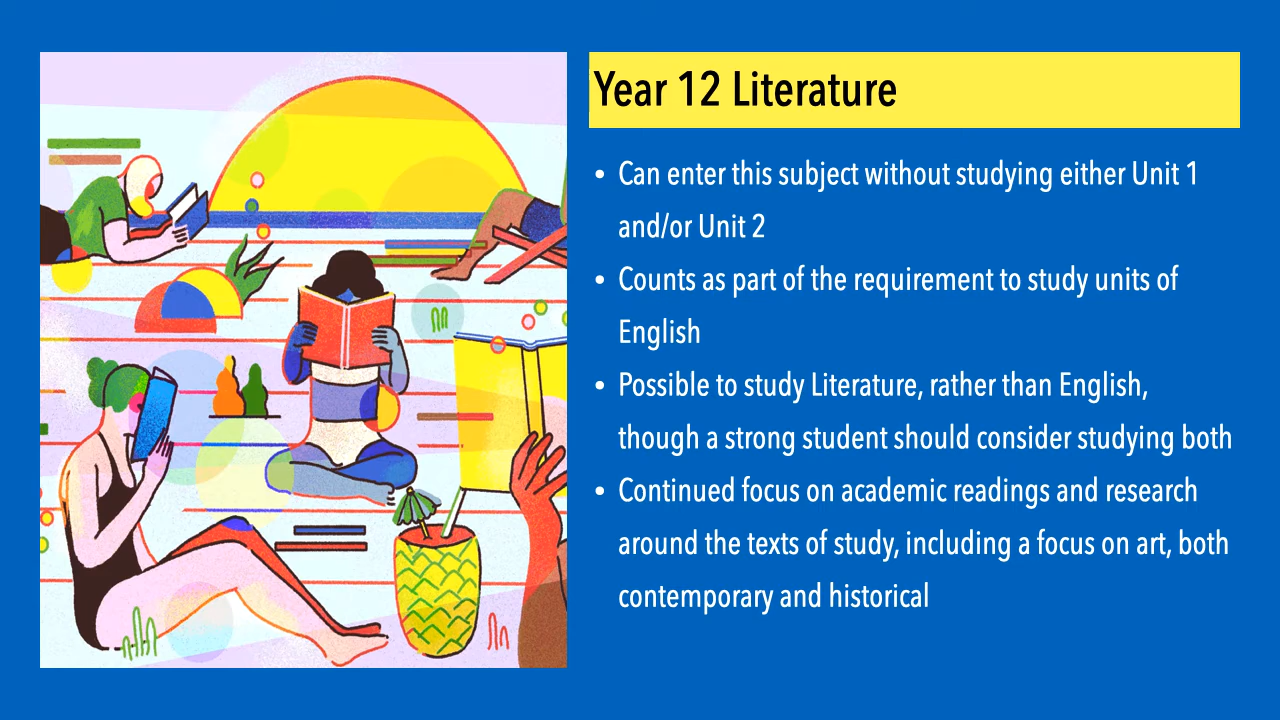 Year 12 Literature
• Can enter this subject without studying either Unit 1
and/or Unit 2
• Counts as part of the requirement to study units of
English
• Possible to study Literature, rather than English,
though a strong student should consider studying both
• Continued focus on academic readings and research
around the texts of study, including a focus on art, both
contemporary and historical